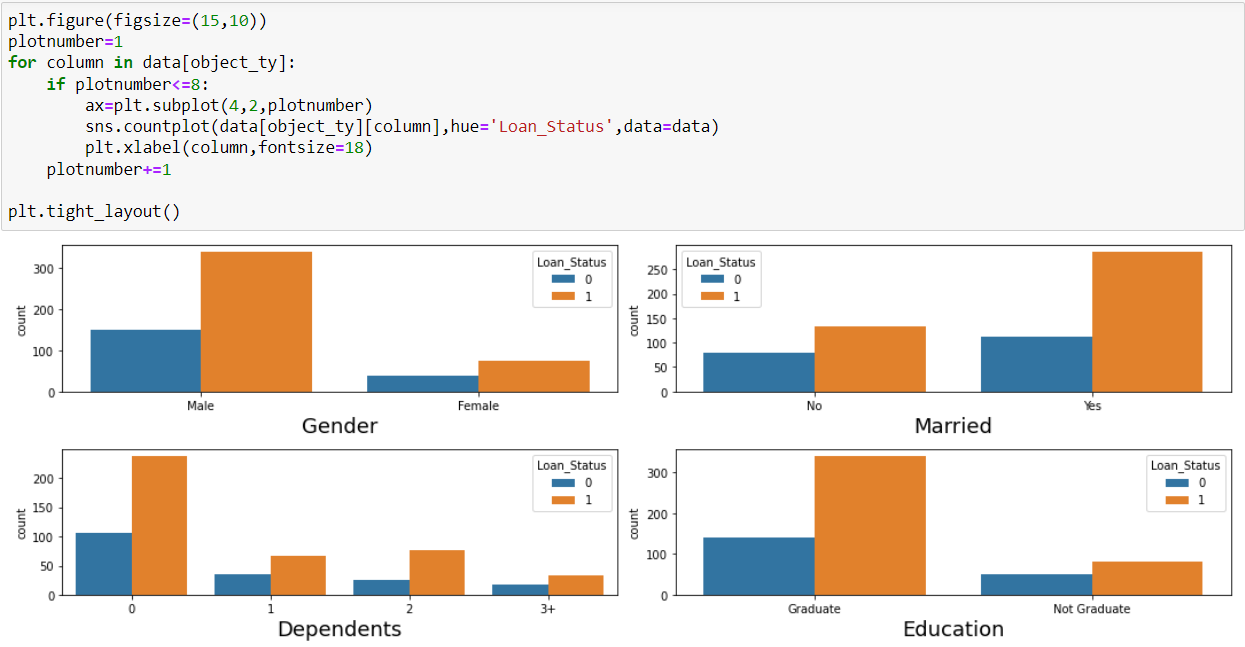 plt.figure(figsize=(15,10))
plotnumber=1
for column in data[object_ty]:
    if plotnumber<=8:
        ax=plt.subplot(4,2,plotnumber)
        sns.countplot(data[object_ty][column],hue='Loan_Status',data=data)
        plt.xlabel(column,fontsize=18)
    plotnumber+=1
plt.tight_layout()
300
200
100
0
count
Loan_Status
0
1
Male
Female
Gender
250
200
150
100
50
0
count
Loan_Status
0
1
No
Yes
Married
200
150
100
50
0
count
Loan_Status
0
1
0
1
2
3+
Dependents
300
200
100
0
count
Loan_Status
0
1
Graduate
Not Graduate
Education